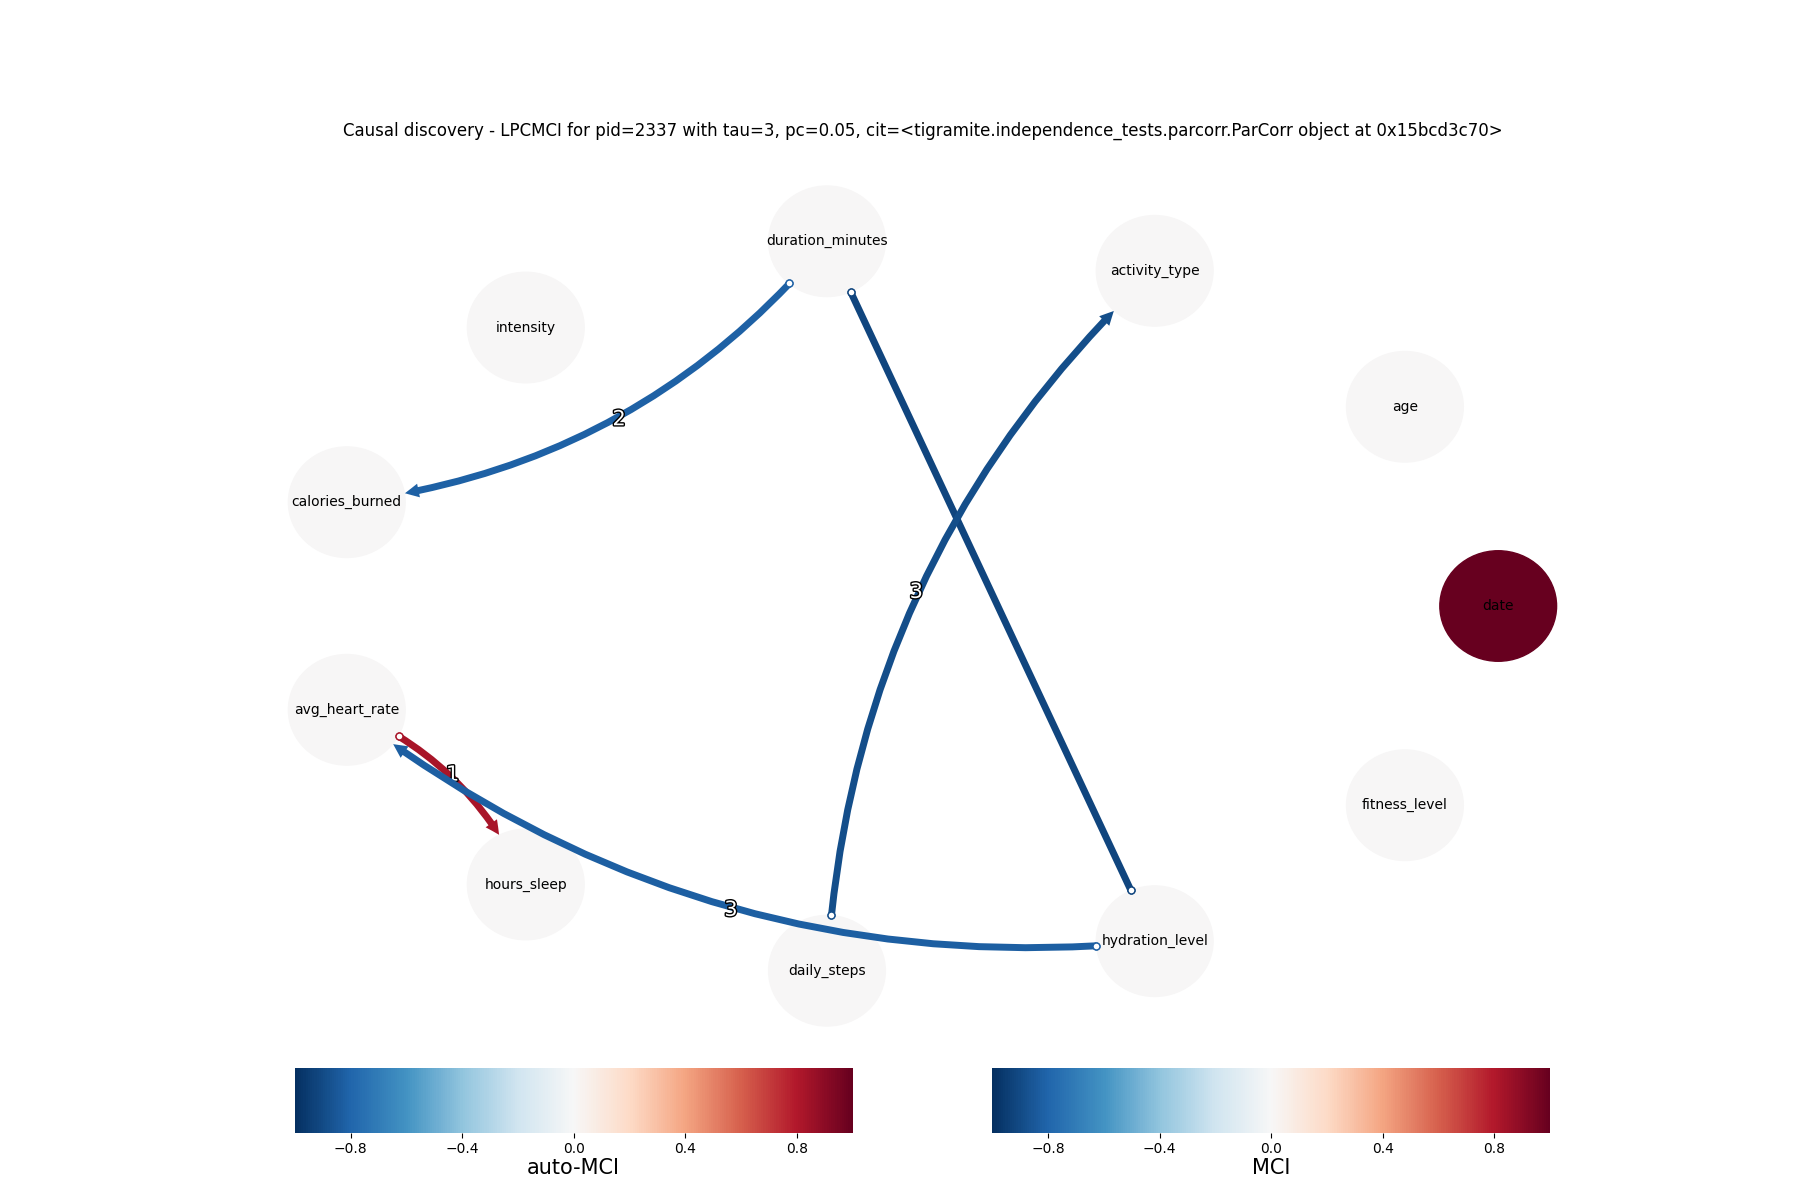 Causal discovery - LPCMCI for pid=2337 with tau=3, pc=0.05, cit=<tigramite.independence_tests.parcorr.ParCorr object at 0x15bcd3c70>
duration_minutes
activity_type
intensity
age
2
calories_burned
3
date
avg_heart_rate
1
fitness_level
hours_sleep
3
hydration_level
daily_steps
−0.8 −0.4 0.0 0.4 0.8
auto-MCI
−0.8 −0.4 0.0 0.4 0.8
MCI